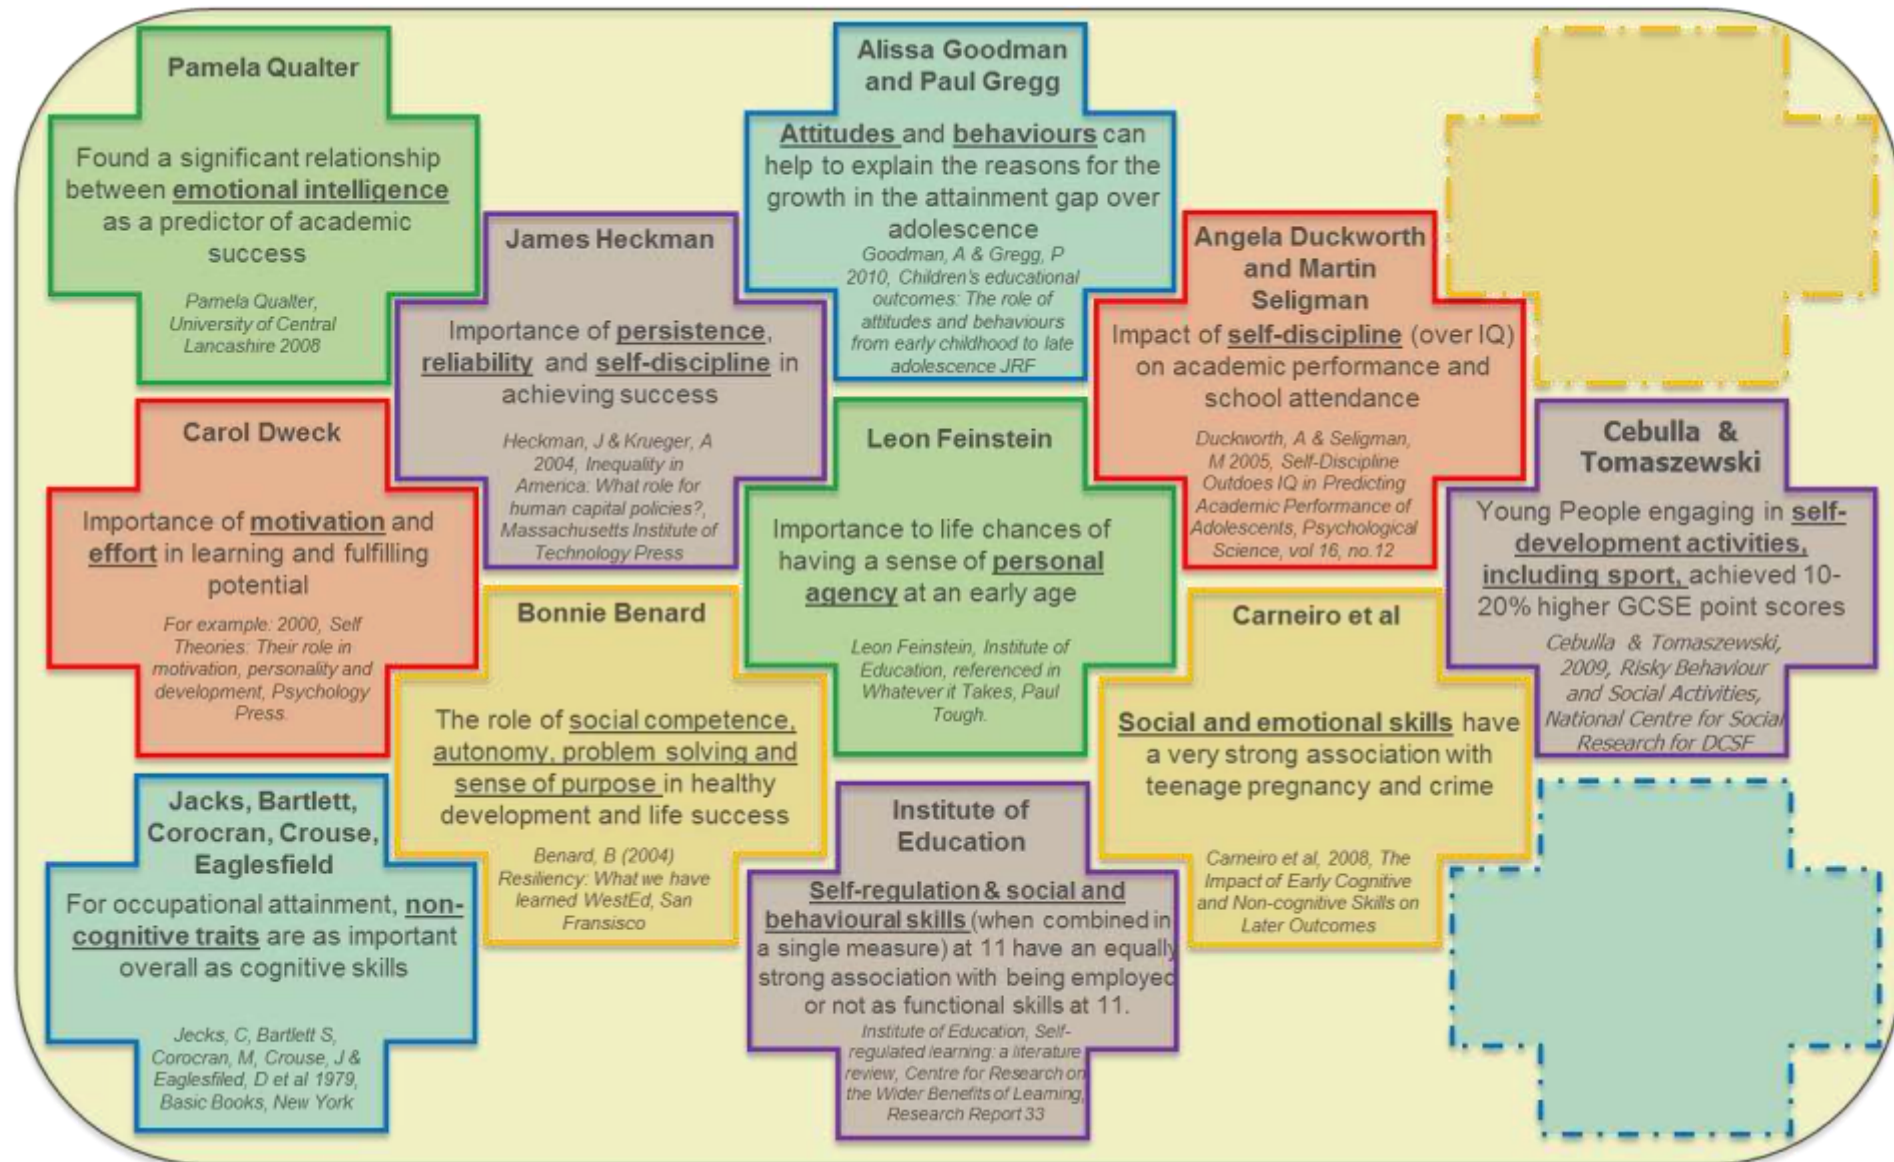 Pamela Qualter
Found a significant relationship
between emotional intelligence
as a predictor of academic
success
Pamela Qualter,
University of Central
Lancashire 2008
Alissa Goodman
and Paul Gregg
Attitudes and behaviours can
help to explain the reasons for the
growth in the attainment gap over
adolescence
Goodman, A & Gregg, P
2010, Children's educational
outcomes: The role of
attitudes and behaviours
from early childhood to late
adolescence JRF
James Heckman
Importance of persistence,
reliability and self-discipline in
achieving success
Heckman, J & Krueger, A
2004, Inequality in
America: What role for
human capital policies?,
Massachusetts Institute of
Technology Press
Angela Duckworth
and Martin
Seligman
Impact of self-discipline (over IQ)
on academic performance and
school attendance
Duckworth, A & Seligman,
M 2005, Self-Discipline
Outdoes IQ in Predicting
Academic Performance of
Adolescents, Psychological
Science, vol 16, no.12
Carol Dweck
Importance of motivation and
effort in learning and fulfilling
potential
For example: 2000, Self
Theories: Their role in
motivation, personality and
development, Psychology
Press.
Leon Feinstein
Importance to life chances of
having a sense of personal
agency at an early age
Leon Feinstein, Institute of
Education, referenced in
Whatever it Takes, Paul
Tough.
Cebulla & 
Tomaszewski
Young People engaging in self-
development activities,
including sport, achieved 10-
20% higher GCSE point scores
Cebulla & Tomaszewski,
2009, Risky Behaviour
and Social Activities,
National Centre for Social
Research for DCSF
Bonnie Benard
The role of social competence,
autonomy, problem solving and
sense of purpose in healthy
development and life success
Benard, B (2004)
Resiliency: What we have
learned WestEd, San
Fransisco
Carneiro et al
Social and emotional skills have
a very strong association with
teenage pregnancy and crime
Carneiro et al, 2008, The
Impact of Early Cognitive
and Non-cognitive Skills on
Later Outcomes
Jacks, Bartlett,
Corocran, Crouse,
Eaglesfield
For occupational attainment, non-
cognitive traits are as important
overall as cognitive skills
Jecks, C, Bartlett S,
Corocran, M, Crouse, J &
Eaglesfiled, D et al 1979,
Basic Books, New York
Institute of
Education
Self-regulation & social and
behavioural skills (when combined in
a single measure) at 11 have an equally
strong association with being employed
or not as functional skills at 11.
Institute of Education, Self-
regulated learning: a literature
review, Centre for Research on
the Wider Benefits of Learning,
Research Report 33